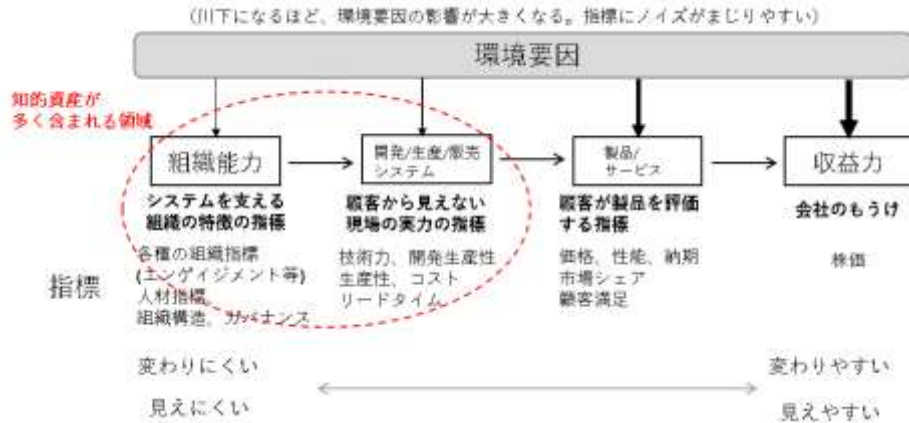 （川下になるほど、環境要因の影響が大きくなる。指標にノイズがまじりやすい）
環境要因
知的資産が
多く含まれる領域
組織能力
開発/生産/販売
システム
製品/
サービス
収益力
システムを支える
組織の特徴の指標
顧客から見えない
現場の実力の指標
顧客が製品を評価
する指標
会社のもうけ
指標
各種の組織指標
(エンゲイジメント等)
人材指標
組織構造、ガバナンス
技術力、開発生産性
生産性、コスト
リードタイム
価格、性能、納期
市場シェア
顧客満足
株価
変わりにくい
変わりやすい
見えにくい
見えやすい